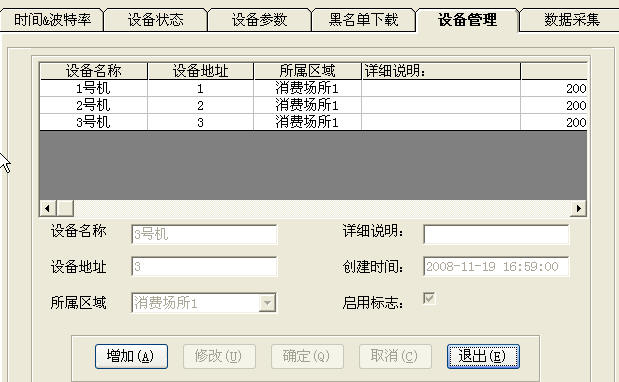 时间&波特率 设备状态 设备参数 黑名单下载 设备管理 数据采集
设备名称 设备地址 所属区域 详细说明:
1号机 1 消费场所1 200
2号机 2 消费场所1 200
3号机 3 消费场所1 200
设备名称 3号机 详细说明:
设备地址 3 创建时间: 2008-11-19 16:59:00
所属区域 消费场所1 启用标志:
增加(A) 修改(U) 确定(Q) 取消(C) 退出(E)